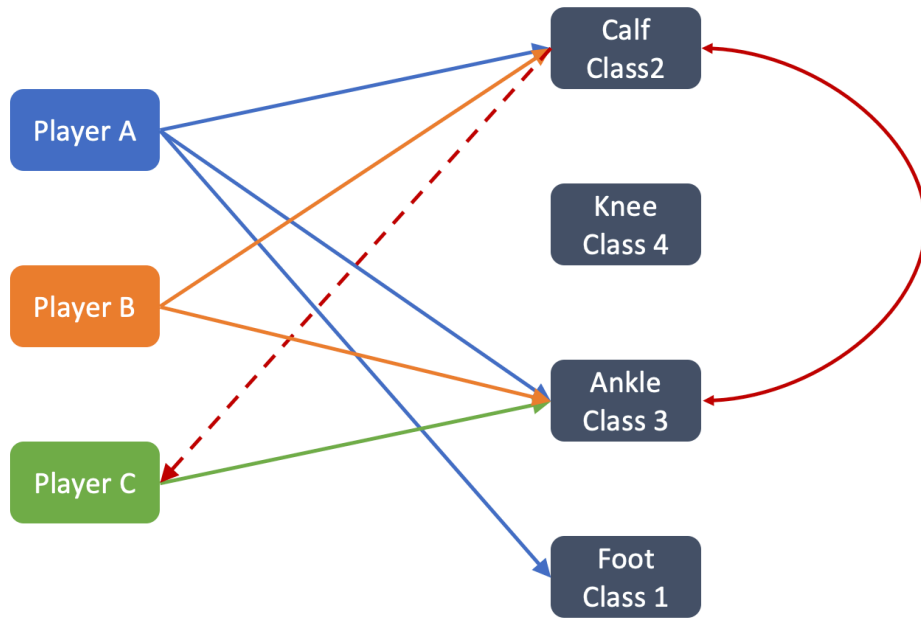 Player A
Player B
Player C
Calf
Class2
Knee
Class 4
Ankle
Class 3
Foot
Class 1